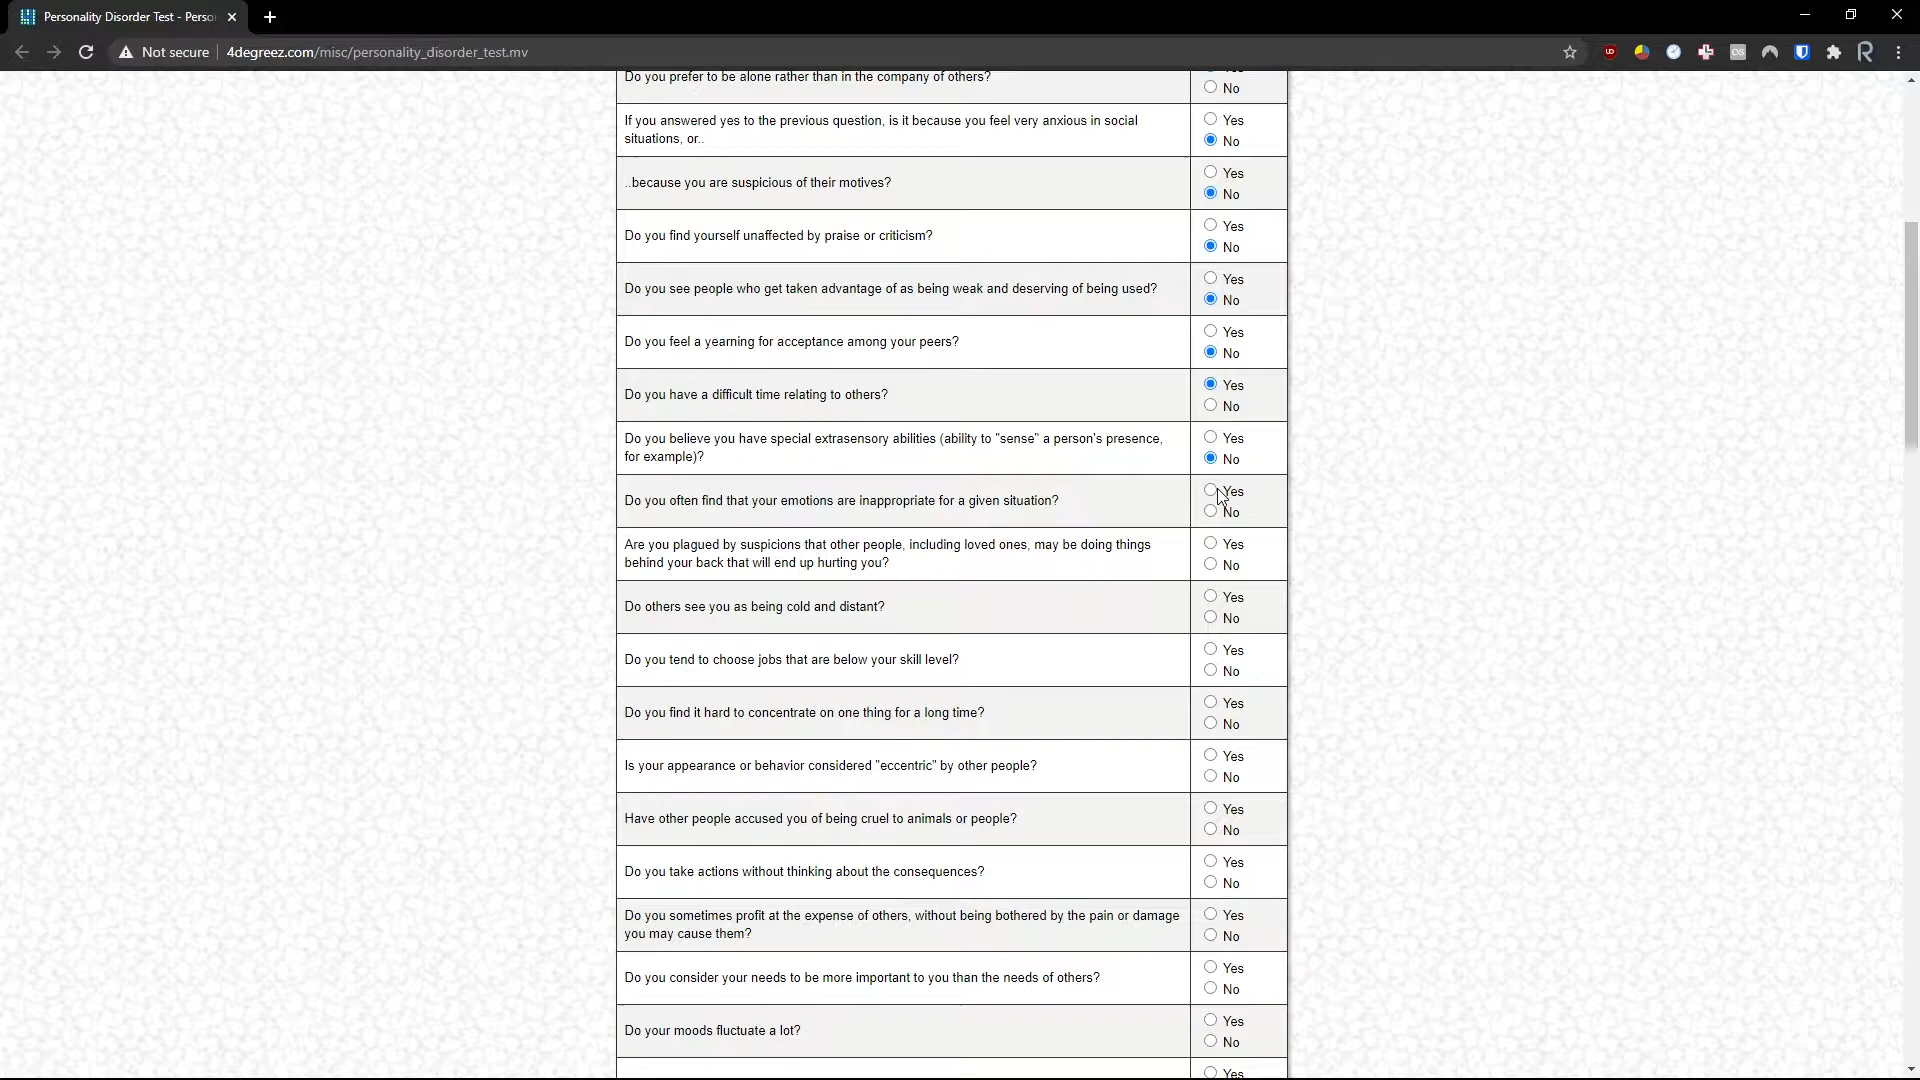 Personality Disorder Test - Perso
Not secure
4degreez.com/misc/personality_disorder_test.mv
Do you prefer to be alone rather than in the company of others?
Yes
No
If you answered yes to the previous question, is it because you feel very anxious in social
situations, or..
Yes
No
..because you are suspicious of their motives?
Yes
No
Do you find yourself unaffected by praise or criticism?
Yes
No
Do you see people who get taken advantage of as being weak and deserving of being used?
Yes
No
Do you feel a yearning for acceptance among your peers?
Yes
No
Do you have a difficult time relating to others?
Yes
No
Do you believe you have special extrasensory abilities (ability to "sense" a person's presence,
for example)?
Yes
No
Do you often find that your emotions are inappropriate for a given situation?
Yes
No
Are you plagued by suspicions that other people, including loved ones, may be doing things
behind your back that will end up hurting you?
Yes
No
Do others see you as being cold and distant?
Yes
No
Do you tend to choose jobs that are below your skill level?
Yes
No
Do you find it hard to concentrate on one thing for a long time?
Yes
No
Is your appearance or behavior considered "eccentric" by other people?
Yes
No
Have other people accused you of being cruel to animals or people?
Yes
No
Do you take actions without thinking about the consequences?
Yes
No
Do you sometimes profit at the expense of others, without being bothered by the pain or damage
you may cause them?
Yes
No
Do you consider your needs to be more important to you than the needs of others?
Yes
No
Do your moods fluctuate a lot?
Yes
No
Yes